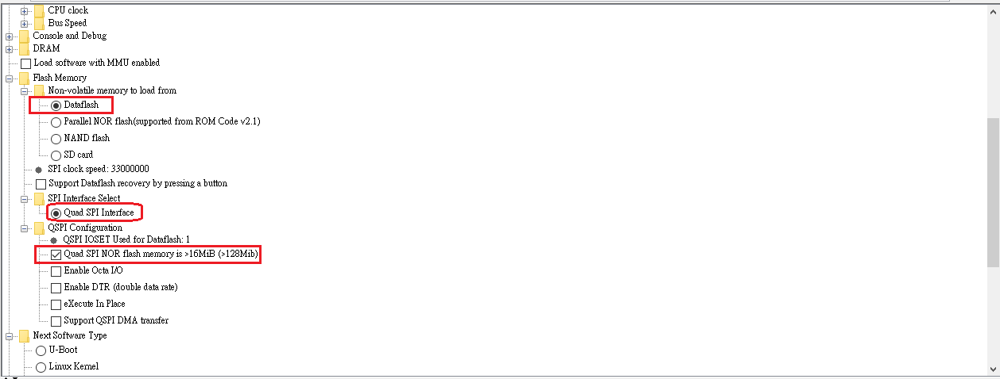 CPU clock
Bus Speed
Console and Debug
DRAM
Load software with MMU enabled
Flash Memory
Non-volatile memory to load from
Dataflash
Parallel NOR flash(supported from ROM Code v2.1)
NAND flash
SD card
SPI clock speed: 33000000
Support Dataflash recovery by pressing a button
SPI Interface Select
Quad SPI Interface
QSPI Configuration
QSPI IOSET Used for Dataflash: 1
Quad SPI NOR flash memory is >16MiB (>128Mib)
Enable Octa I/O
Enable DTR (double data rate)
eXecute In Place
Support QSPI DMA transfer
Next Software Type
U-Boot
Linux Kernel